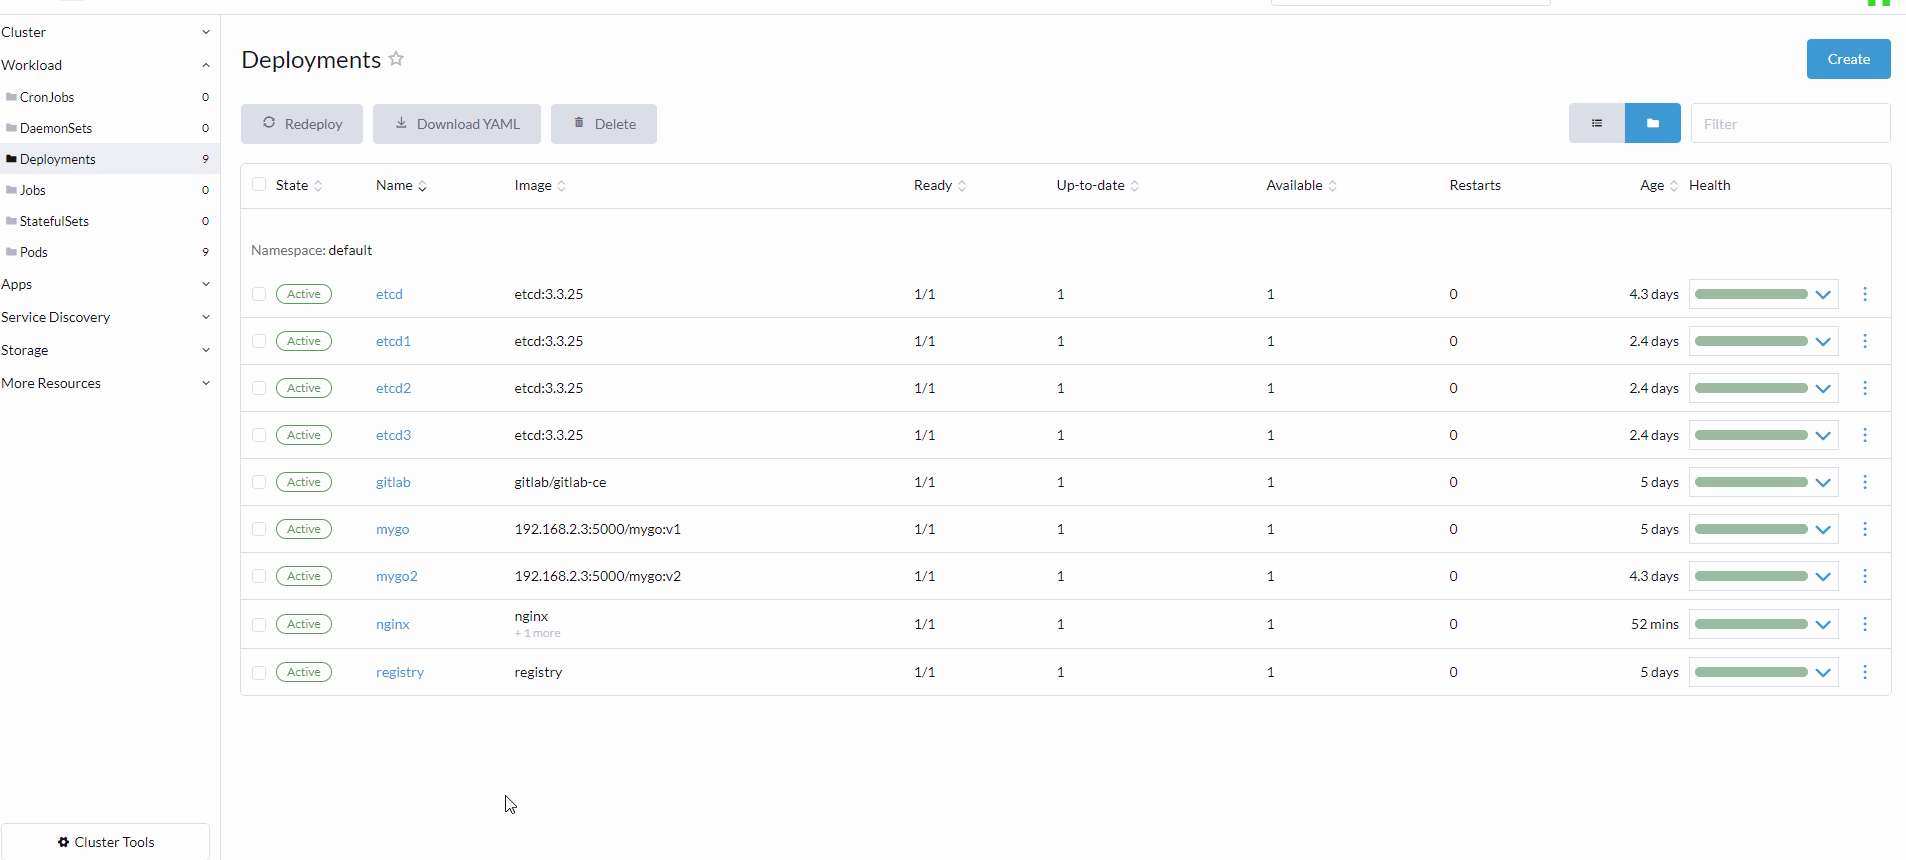 Cluster
Workload
CronJobs 0
DaemonSets 0
Deployments 9
Jobs 0
StatefulSets 0
Pods 9
Apps
Service Discovery
Storage
More Resources
Cluster Tools
Deployments
Create
Redeploy Download YAML Delete
Filter
State Name Image Ready Up-to-date Available Restarts Age Health
Namespace: default
Active etcd etcd:3.3.25 1/1 1 1 0 4.3 days
Active etcd1 etcd:3.3.25 1/1 1 1 0 2.4 days
Active etcd2 etcd:3.3.25 1/1 1 1 0 2.4 days
Active etcd3 etcd:3.3.25 1/1 1 1 0 2.4 days
Active gitlab gitlab/gitlab-ce 1/1 1 1 0 5 days
Active mygo 192.168.2.3:5000/mygo:v1 1/1 1 1 0 5 days
Active mygo2 192.168.2.3:5000/mygo:v2 1/1 1 1 0 4.3 days
Active nginx nginx 1/1 1 1 0 52 mins
+ 1 more
Active registry registry 1/1 1 1 0 5 days